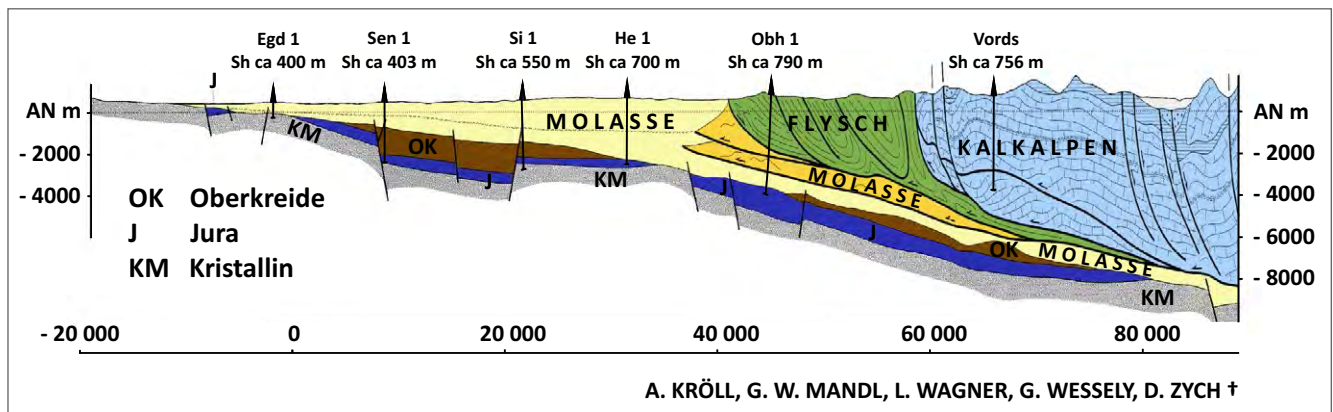 Egd 1
Sh ca 400 m
Sen 1
Sh ca 403 m
Si 1
Sh ca 550 m
He 1
Sh ca 700 m
Obh 1
Sh ca 790 m
Vords
Sh ca 756 m
J
AN m
- 2000
- 4000
KM
OK
J
MOLASSE
KM
FLYSCH
MOLASSE
KALKALPEN
J
J
OK
MOLASSE
KM
AN m
- 2000
- 4000
- 6000
- 8000
OK Oberkreide
J Jura
KM Kristallin
- 20 000
0
20 000
40 000
60 000
80 000
A. KRÖLL, G. W. MANDL, L. WAGNER, G. WESSELY, D. ZYCH †